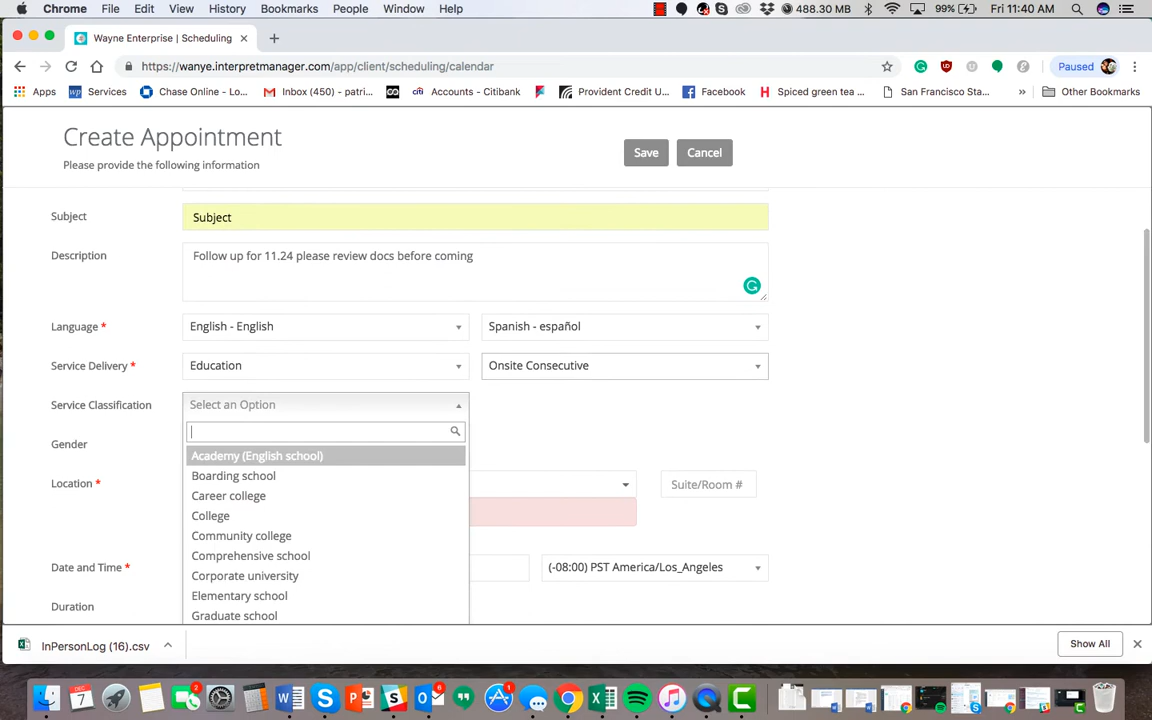 Chrome File Edit View History Bookmarks People Window Help 488.30 MB 99% Fri 11:40 AM
Wayne Enterprise | Scheduling
https://wanye.interpretmanager.com/app/client/scheduling/calendar Paused
Apps Services Chase Online - Lo... Inbox (450) - patri... Accounts - Citibank Provident Credit U... Facebook Spiced green tea ... San Francisco Sta... » Other Bookmarks
Create Appointment
Please provide the following information
Save Cancel
Subject Subject
Description Follow up for 11.24 please review docs before coming
Language * English - English Spanish - español
Service Delivery * Education Onsite Consecutive
Service Classification Select an Option
Gender
Academy (English school)
Boarding school
Location * Suite/Room #
Career college
College
Community college
Comprehensive school
Date and Time * (-08:00) PST America/Los_Angeles
Corporate university
Elementary school
Duration
Graduate school
InPersonLog (16).csv Show All
DEC 7 2 6 1